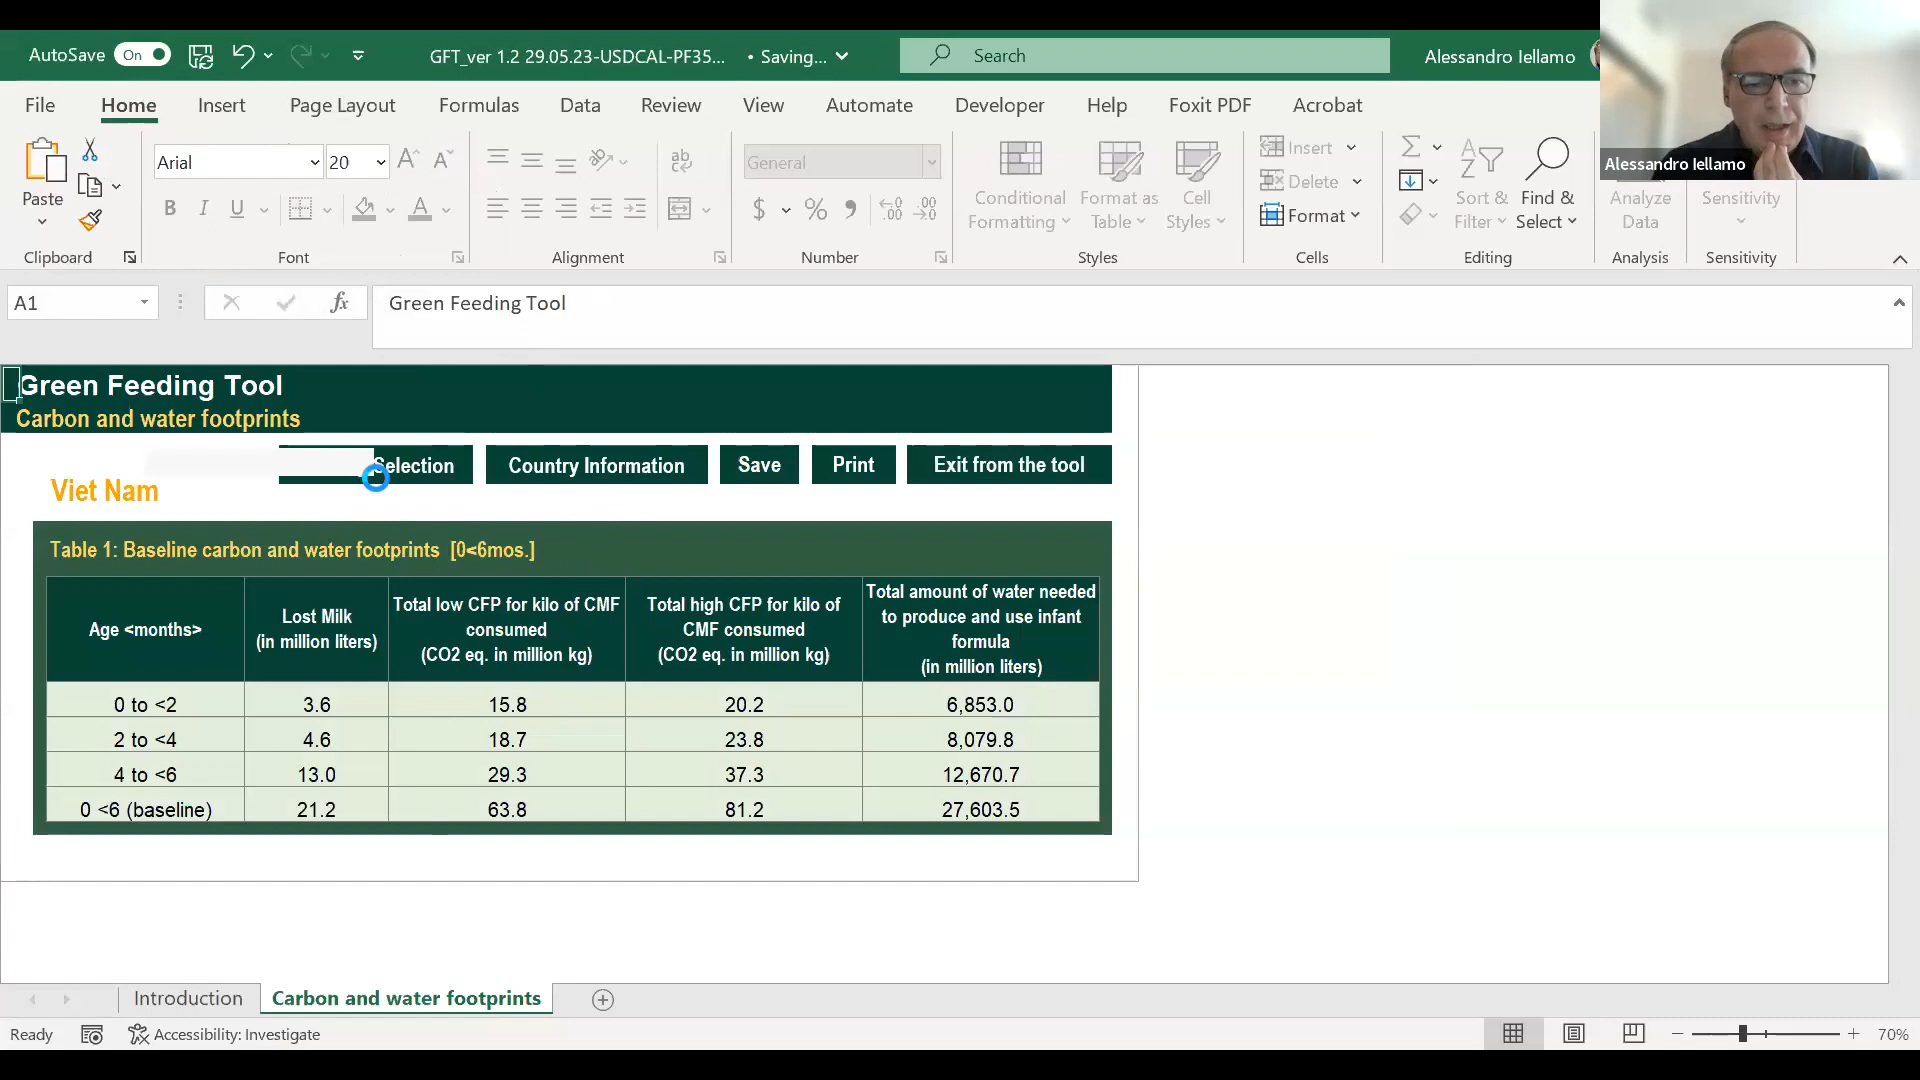 AutoSave On
GFT_ver 1.2 29.05.23-USDCAL-PF35... • Saving...
Search
Alessandro Iellamo
File Home Insert Page Layout Formulas Data Review View Automate Developer Help Foxit PDF Acrobat
Alessandro Iellamo
Paste
Arial 20
B I U
General
$ %
Conditional Formatting
Format as Table
Cell Styles
Insert
Delete
Format
Sort & Filter
Find & Select
Analyze Data
Sensitivity
Clipboard Font Alignment Number Styles Cells Editing Analysis Sensitivity
A1 fx Green Feeding Tool
Green Feeding Tool
Carbon and water footprints
Selection Country Information Save Print Exit from the tool
Viet Nam
Table 1: Baseline carbon and water footprints [0<6mos.]
Age <months>
Lost Milk
(in million liters)
Total low CFP for kilo of CMF
consumed
(CO2 eq. in million kg)
Total high CFP for kilo of
CMF consumed
(CO2 eq. in million kg)
Total amount of water needed
to produce and use infant
formula
(in million liters)
0 to <2 3.6 15.8 20.2 6,853.0
2 to <4 4.6 18.7 23.8 8,079.8
4 to <6 13.0 29.3 37.3 12,670.7
0 <6 (baseline) 21.2 63.8 81.2 27,603.5
Introduction Carbon and water footprints
Ready Accessibility: Investigate 70%